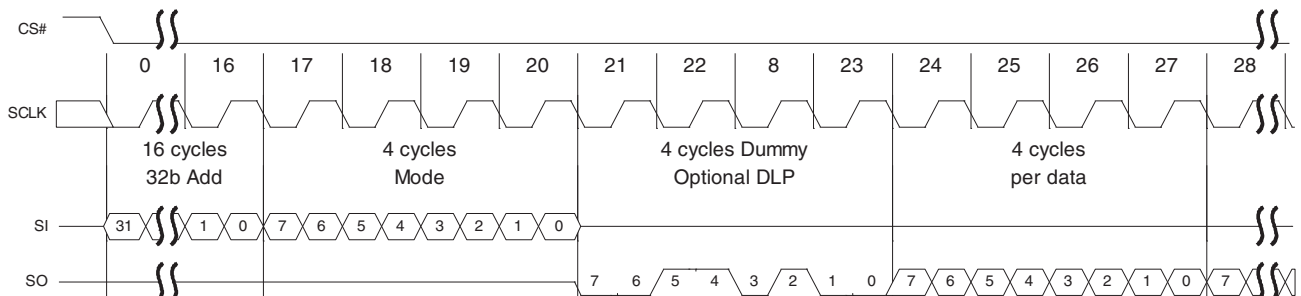 CS#
0 16 17 18 19 20 21 22 8 23 24 25 26 27 28
SCLK
16 cycles 4 cycles 4 cycles Dummy 4 cycles
32b Add Mode Optional DLP per data
SI 31 1 0 7 6 5 4 3 2 1 0
SO 7 6 5 4 3 2 1 0 7 6 5 4 3 2 1 0 7